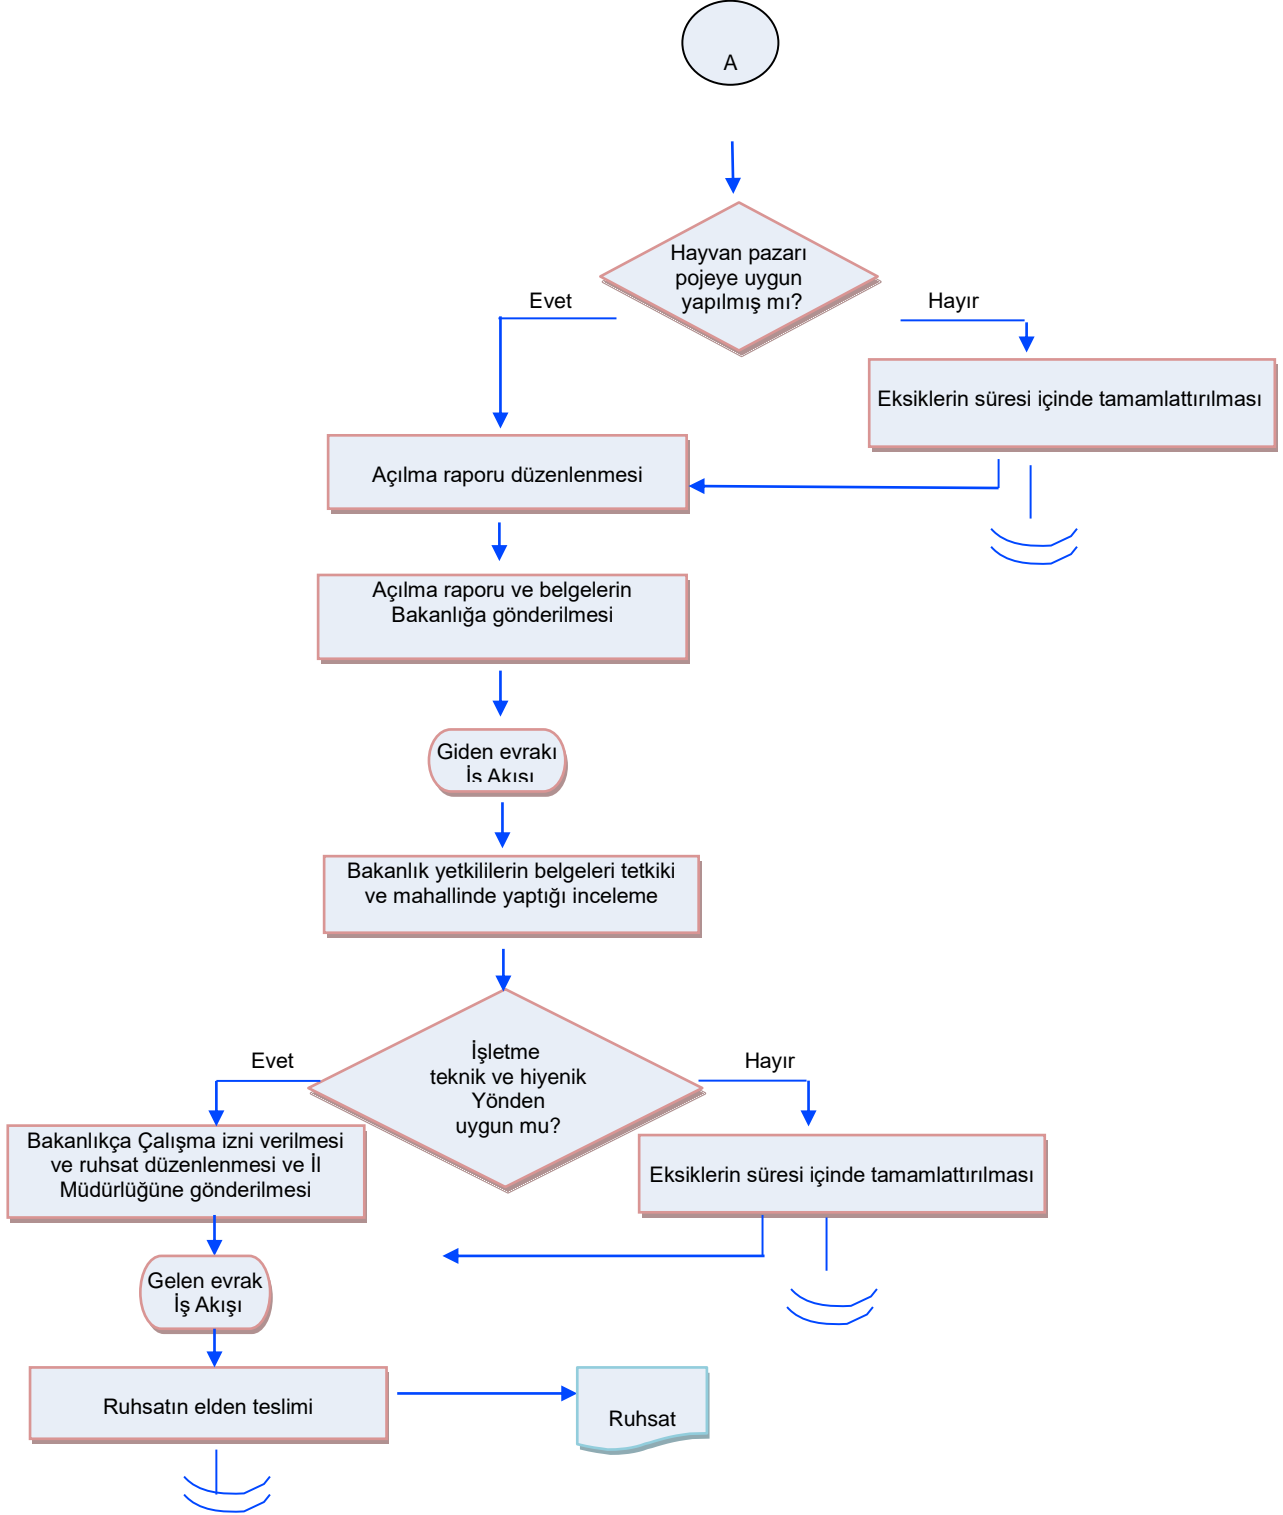 A
Hayvan pazarı
pojeye uygun
yapılmış mı?
Evet
Hayır
Eksiklerin süresi içinde tamamlattırılması
Açılma raporu düzenlenmesi
Açılma raporu ve belgelerin
Bakanlığa gönderilmesi
Giden evrakı
İş Akışı
Bakanlık yetkililerin belgeleri tetkiki
ve mahallinde yaptığı inceleme
İşletme
teknik ve hiyenik
Yönden
uygun mu?
Evet
Hayır
Bakanlıkça Çalışma izni verilmesi
ve ruhsat düzenlenmesi ve İl
Müdürlüğüne gönderilmesi
Eksiklerin süresi içinde tamamlattırılması
Gelen evrak
İş Akışı
Ruhsatın elden teslimi
Ruhsat